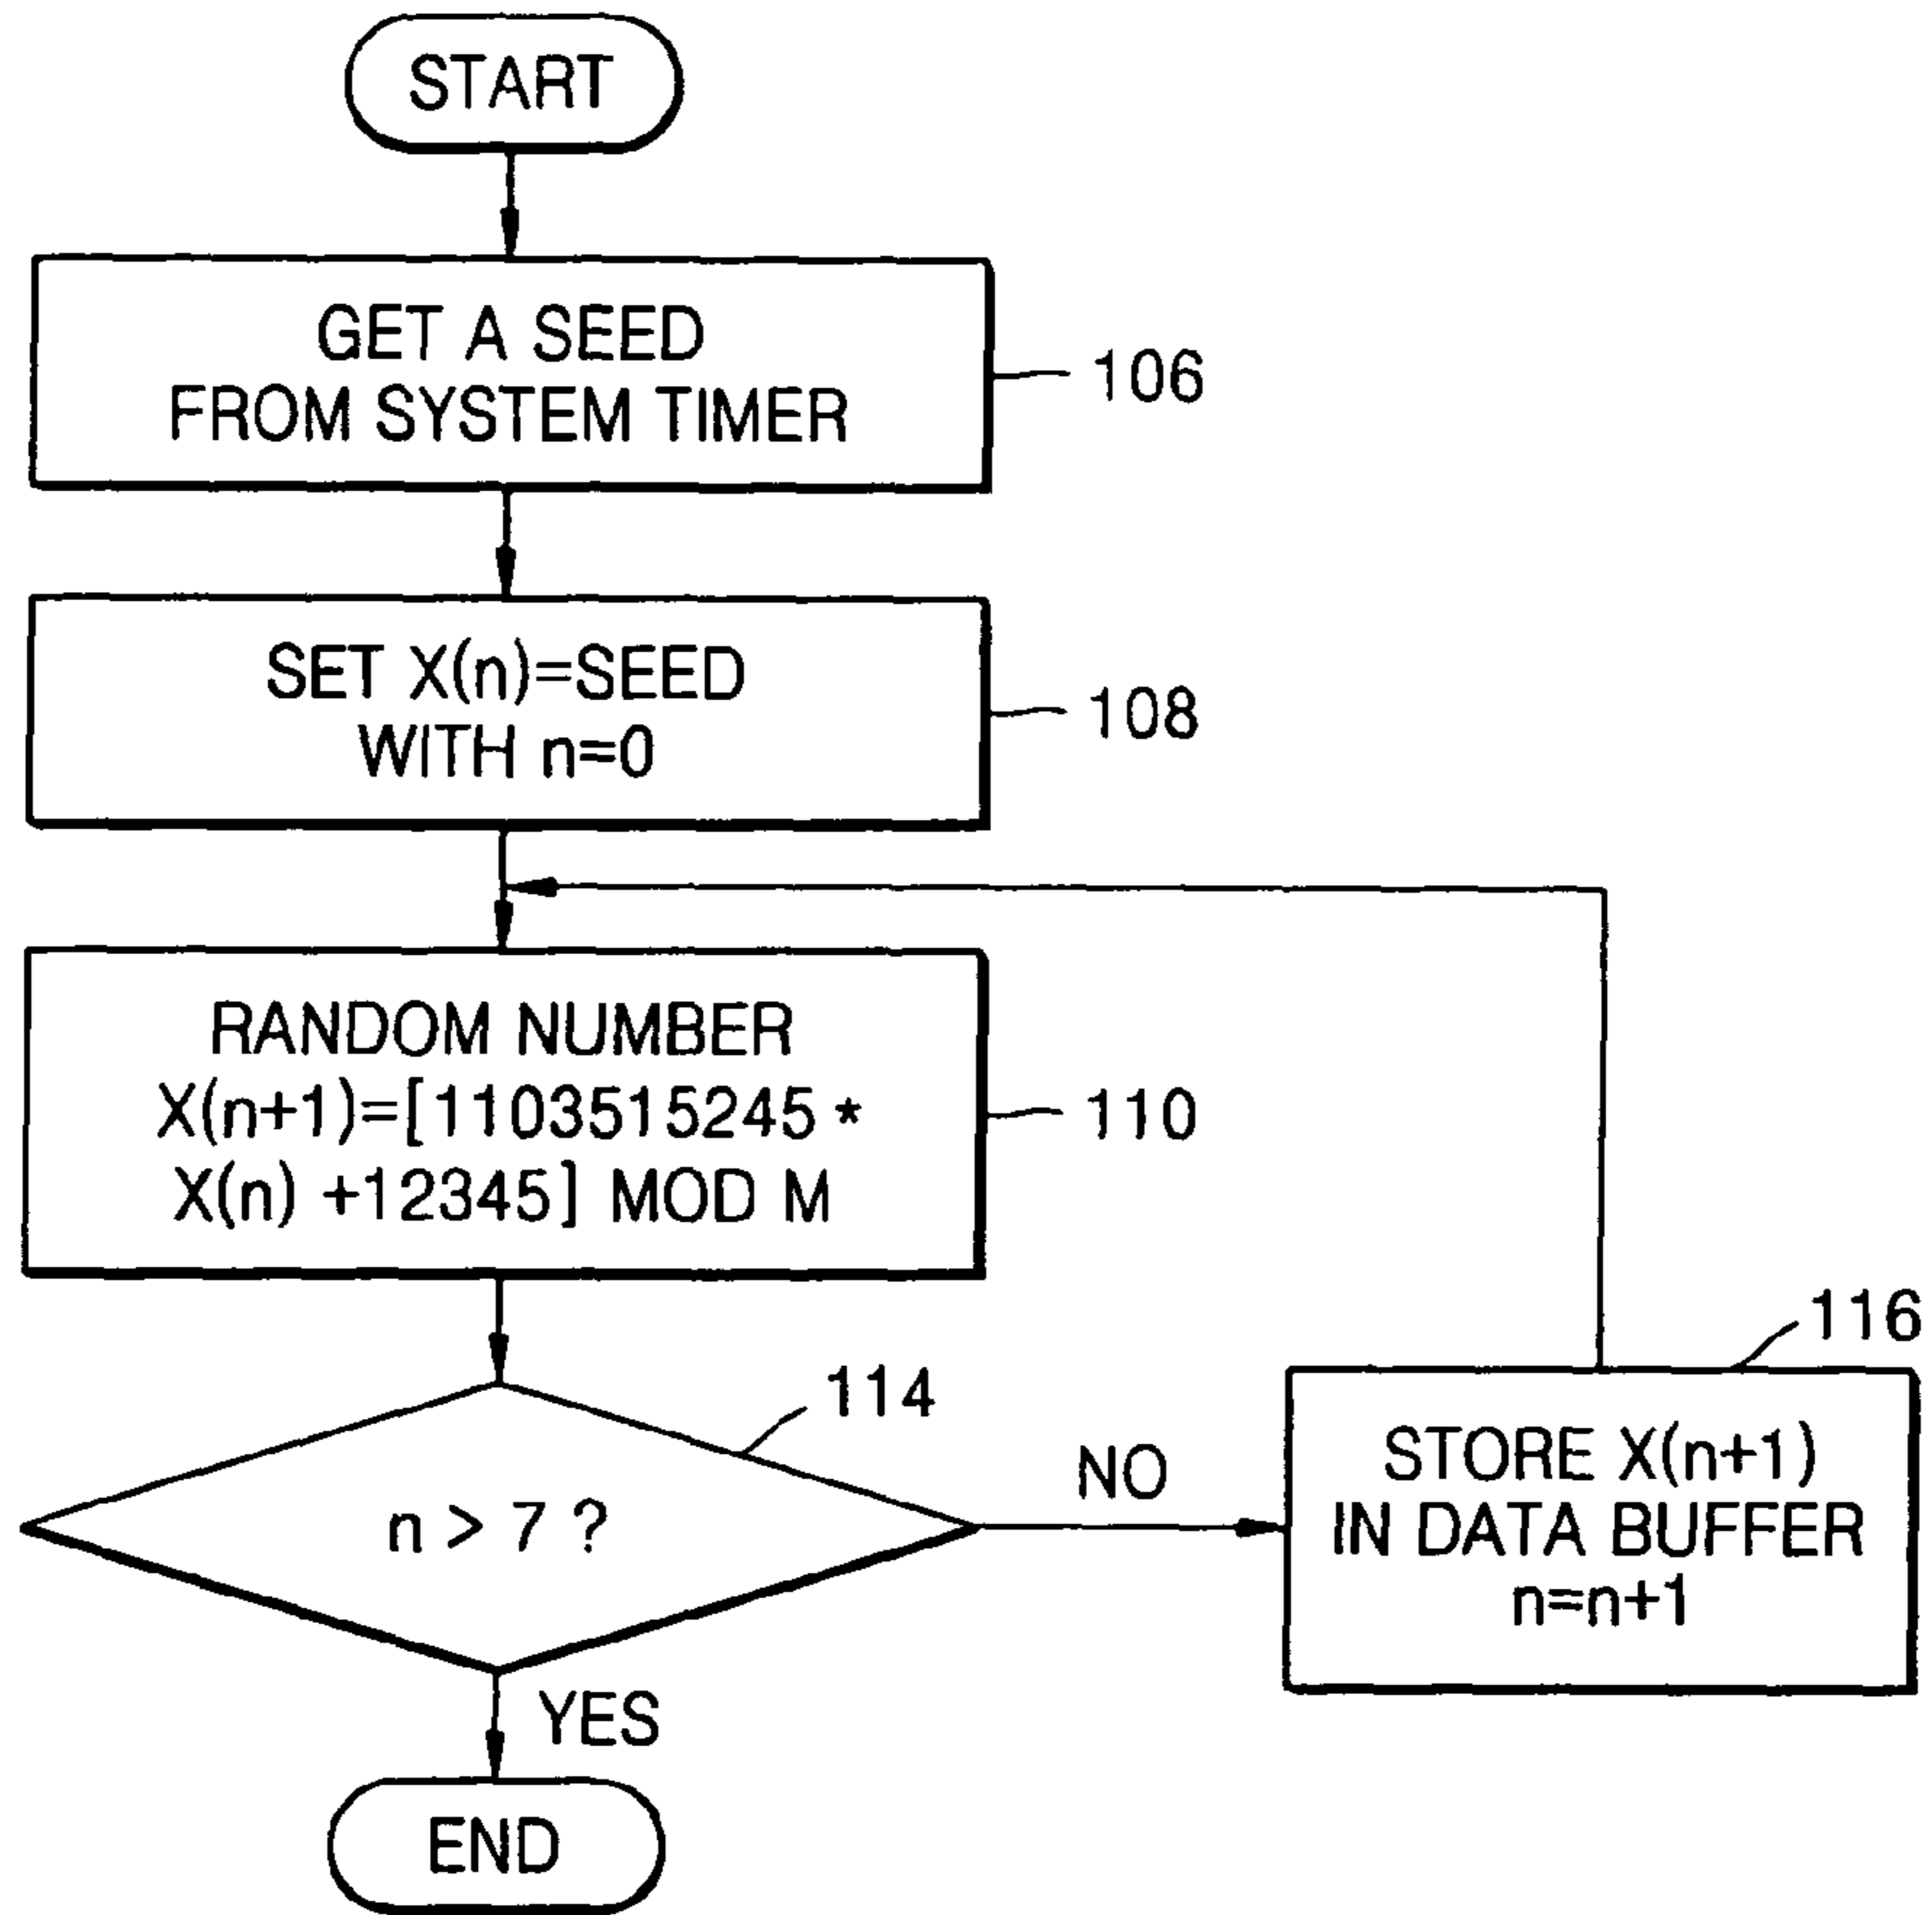 START
GET A SEED
FROM SYSTEM TIMER
106
SET X(n)=SEED
WITH n=0
108
RANDOM NUMBER
X(n+1)=[1103515245 *
X(n) +12345] MOD M
110
114
n > 7 ?
NO
116
STORE X(n+1)
IN DATA BUFFER
n=n+1
YES
END